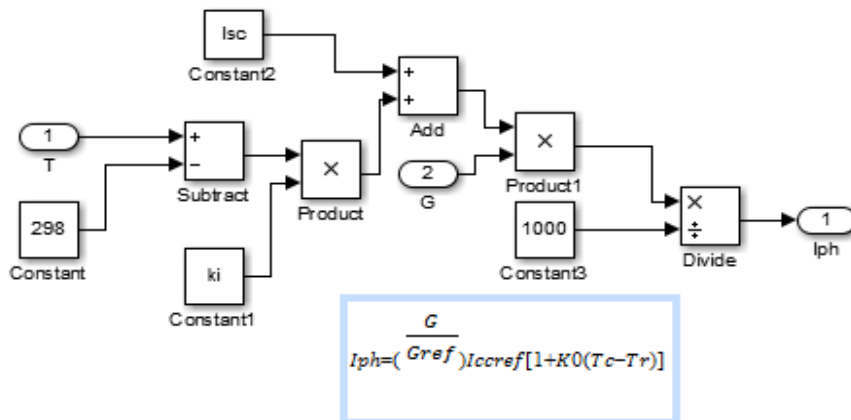 Isc
Constant2
+
+
Add
1
T
+
−
Subtract
×
Product
2
G
×
Product1
298
Constant
ki
Constant1
1000
Constant3
×
÷
Divide
1
Iph
Iph=(G/Gref)Iccref[1+K0(Tc−Tr)]